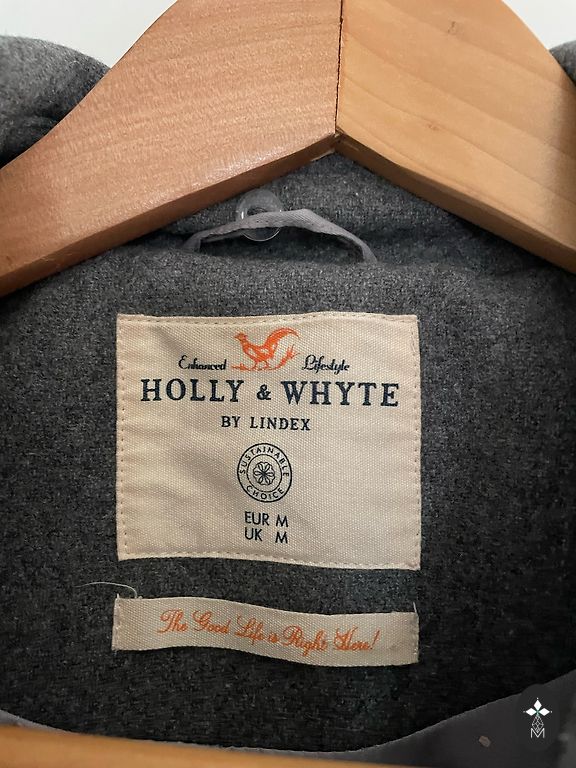 Enhanced Lifestyle
HOLLY & WHYTE
BY LINDEX
SUSTAINABLE CHOICE
EUR M
UK M
The Good Life is Right Here!
M